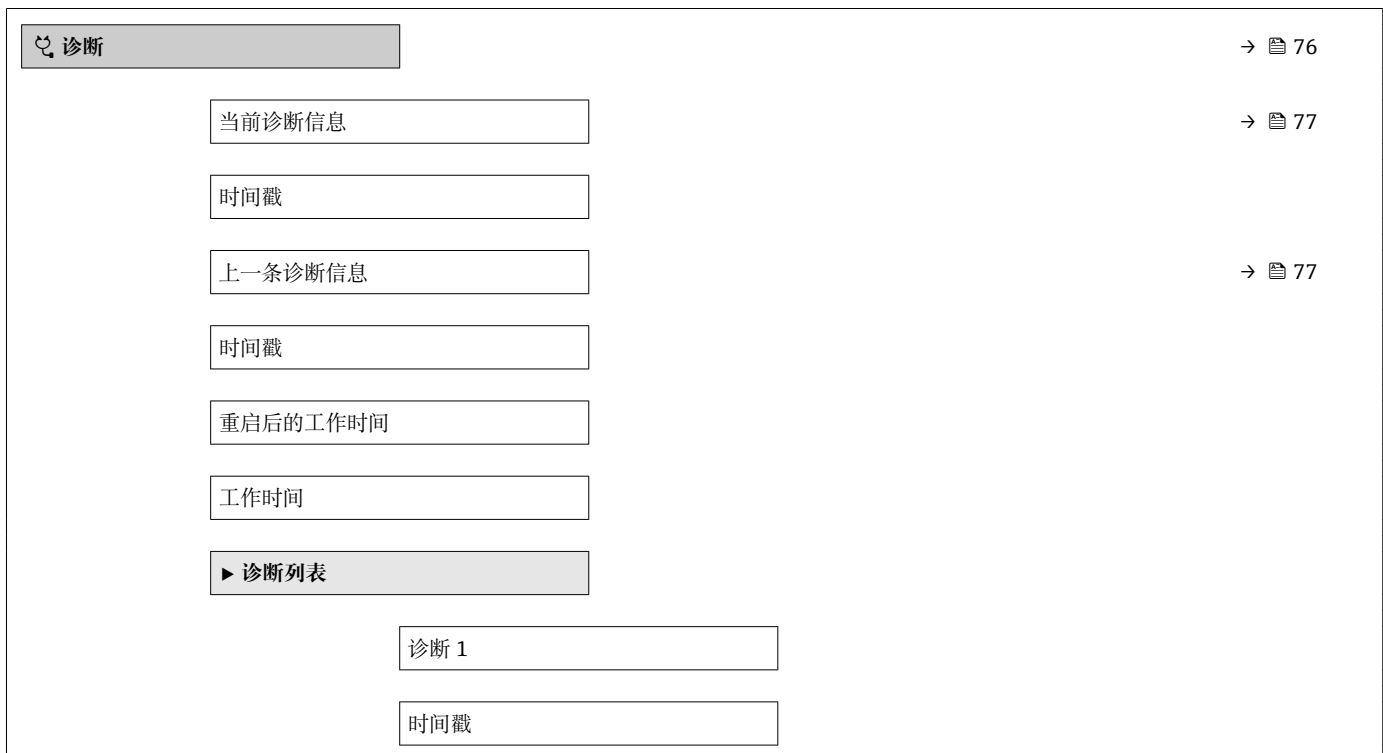 诊断 → 76
当前诊断信息 → 77
时间戳
上一条诊断信息 → 77
时间戳
重启后的工作时间
工作时间
▶ 诊断列表
诊断 1
时间戳